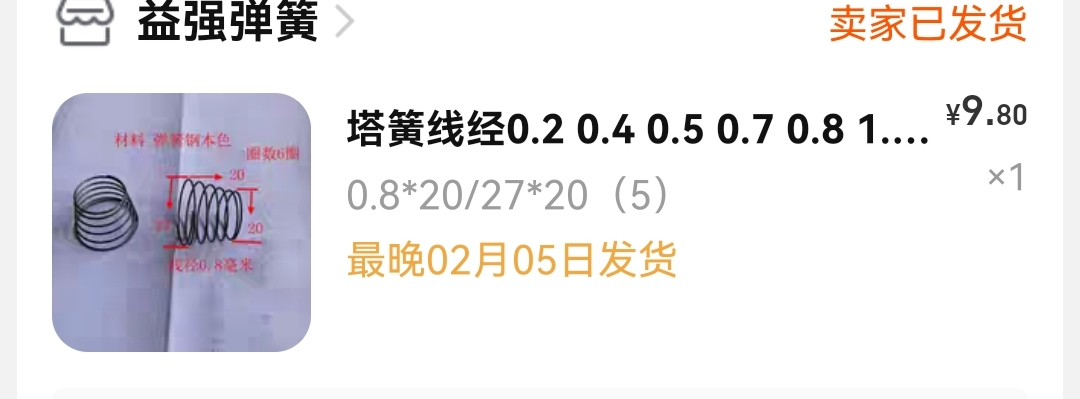 益强弹簧
卖家已发货
材料 弹簧钢本色
圈数6圈
20
20
线径0.8毫米
塔簧线经0.2 0.4 0.5 0.7 0.8 1....
¥9.80
0.8*20/27*20（5）
×1
最晚02月05日发货